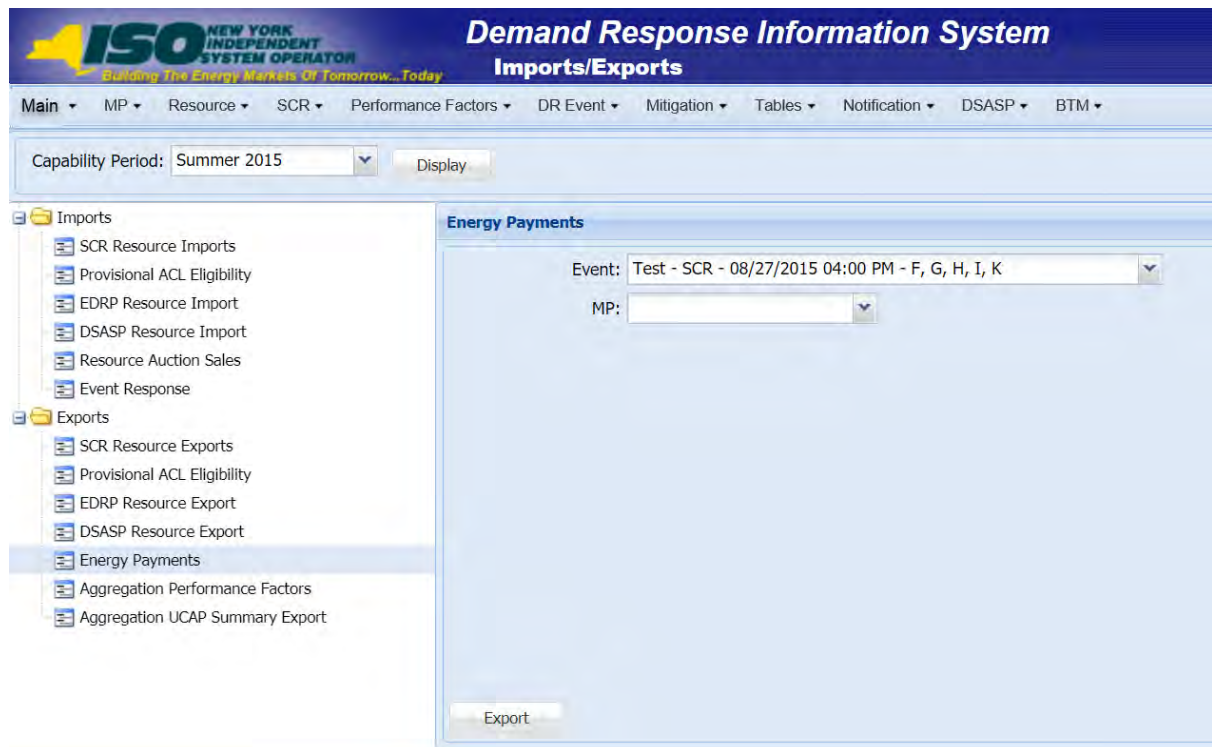 NEW YORK
INDEPENDENT
SYSTEM OPERATOR
ISO
Building The Energy Markets Of Tomorrow...Today
Demand Response Information System
Imports/Exports
Main MP Resource SCR Performance Factors DR Event Mitigation Tables Notification DSASP BTM
Capability Period: Summer 2015 Display
Imports
SCR Resource Imports
Provisional ACL Eligibility
EDRP Resource Import
DSASP Resource Import
Resource Auction Sales
Event Response
Exports
SCR Resource Exports
Provisional ACL Eligibility
EDRP Resource Export
DSASP Resource Export
Energy Payments
Aggregation Performance Factors
Aggregation UCAP Summary Export
Energy Payments
Event: Test - SCR - 08/27/2015 04:00 PM - F, G, H, I, K
MP:
Export